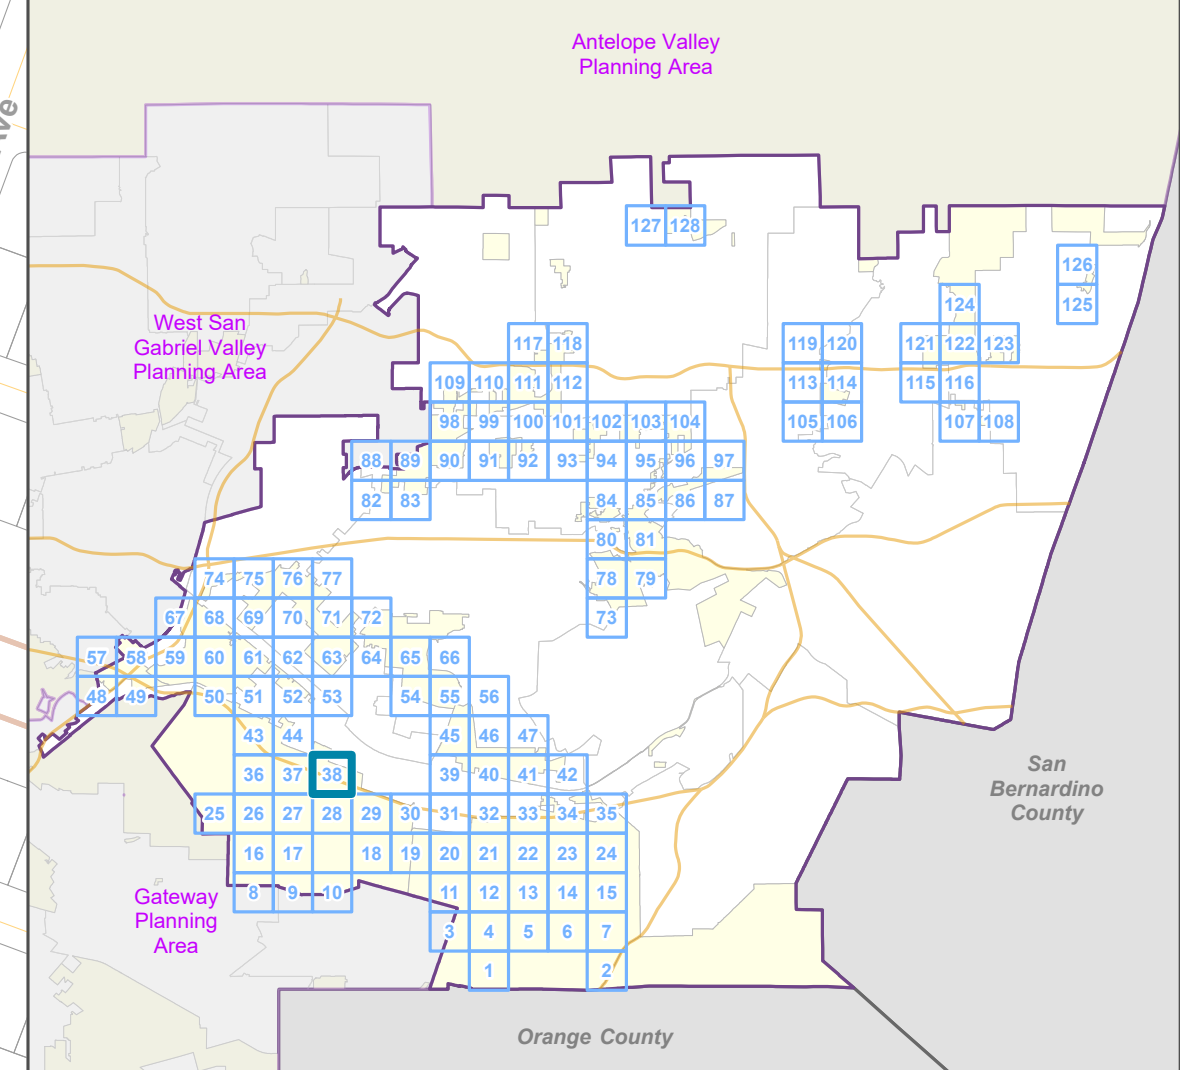 Antelope Valley
Planning Area
Ave
127 128
126
124 125
West San
Gabriel Valley
Planning Area
117 118 119 120 121 122 123
109 110 111 112 113 114 115 116
98 99 100 101 102 103 104 105 106 107 108
88 89 90 91 92 93 94 95 96 97
82 83 84 85 86 87
80 81
74 75 76 77 78 79
67 68 69 70 71 72 73
57 58 59 60 61 62 63 64 65 66
48 49 50 51 52 53 54 55 56
43 44 45 46 47
36 37 38 39 40 41 42
San
Bernardino
County
25 26 27 28 29 30 31 32 33 34 35
16 17 18 19 20 21 22 23 24
8 9 10 11 12 13 14 15
Gateway
Planning
Area
3 4 5 6 7
1 2
Orange County